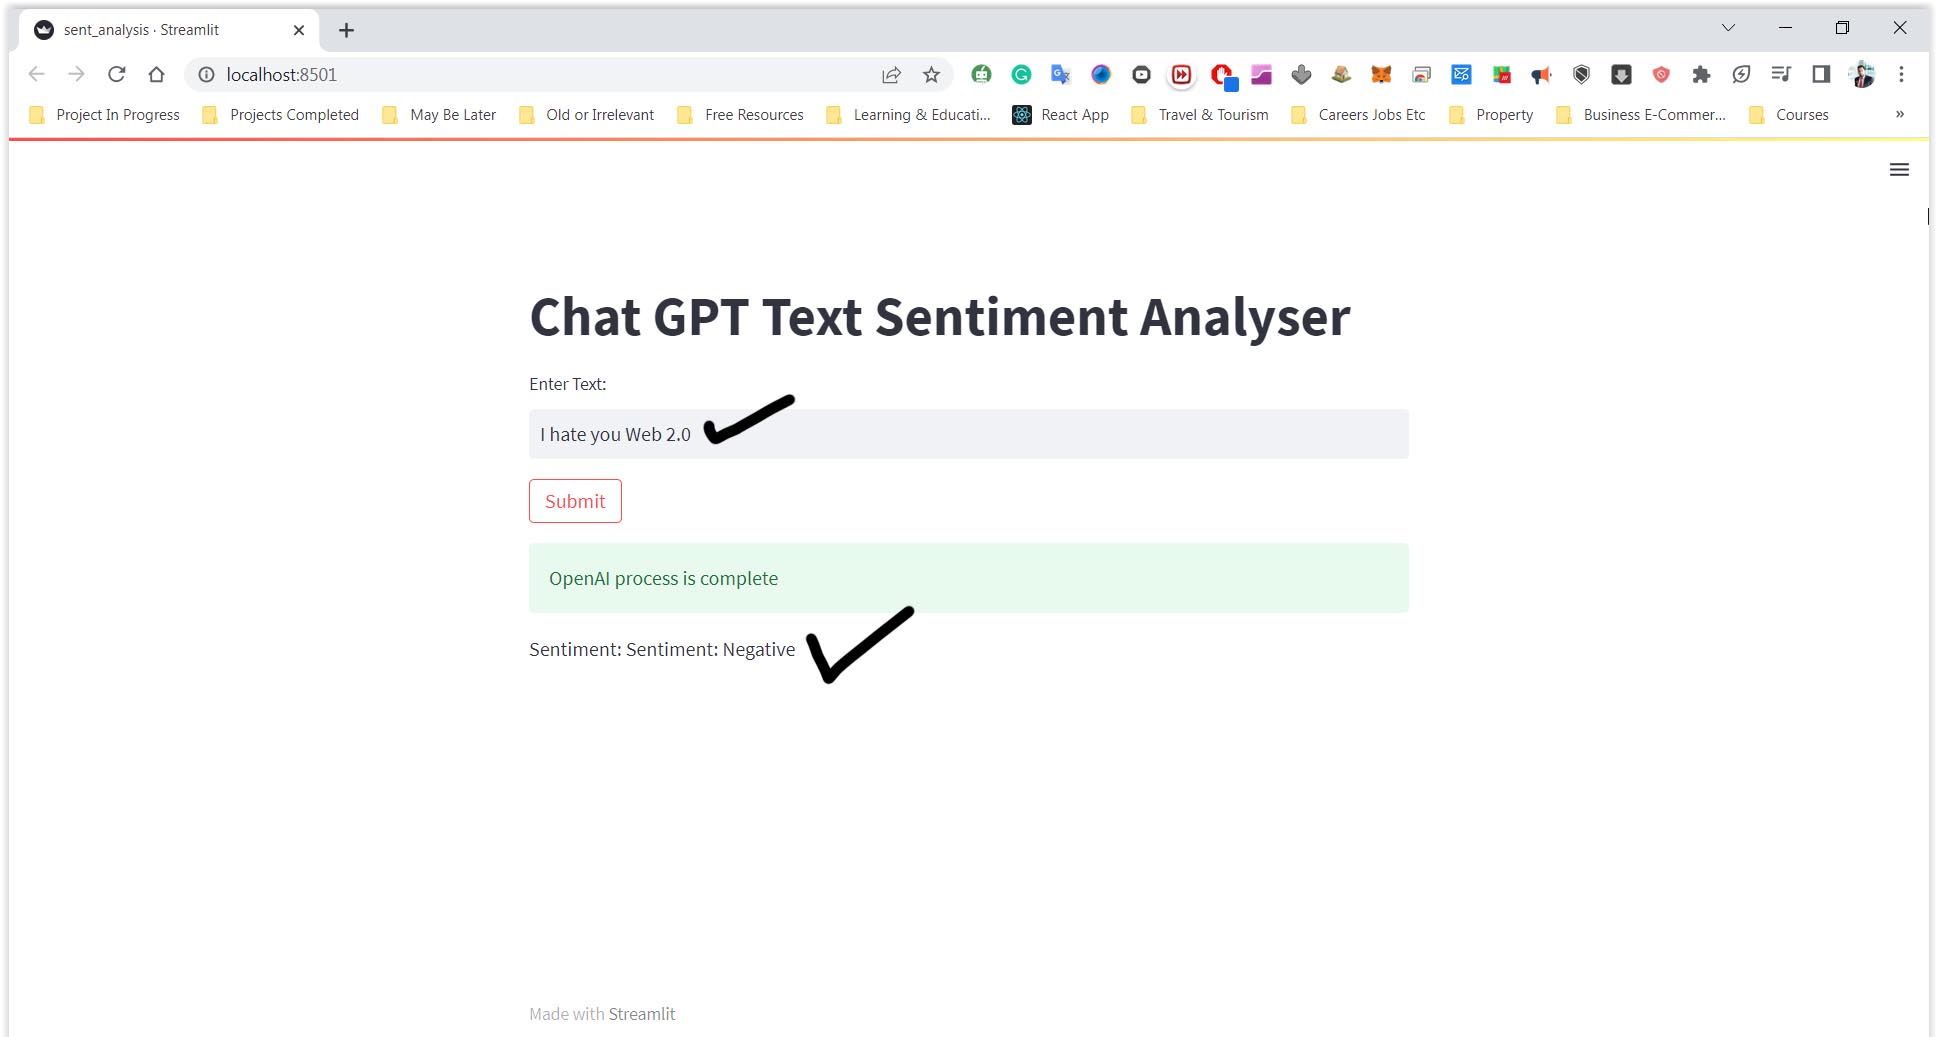 sent_analysis · Streamlit
localhost:8501
Project In Progress Projects Completed May Be Later Old or Irrelevant Free Resources Learning & Educati... React App Travel & Tourism Careers Jobs Etc Property Business E-Commer... Courses »
Chat GPT Text Sentiment Analyser
Enter Text:
I hate you Web 2.0
Submit
OpenAI process is complete
Sentiment: Sentiment: Negative
Made with Streamlit